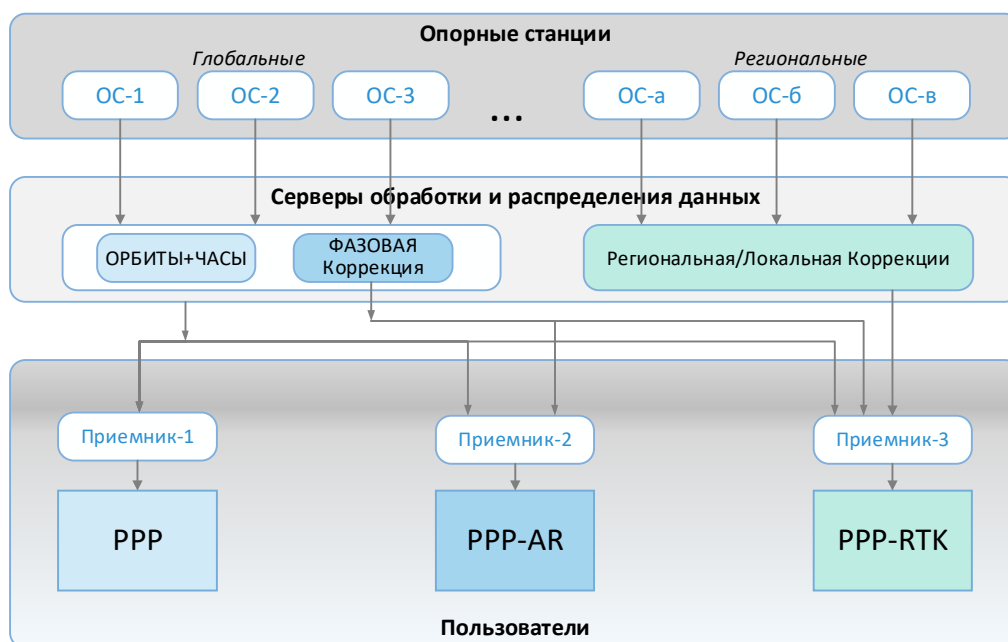 Опорные станции
Глобальные
Региональные
ОС-1
ОС-2
ОС-3
...
ОС-а
ОС-б
ОС-в
Серверы обработки и распределения данных
ОРБИТЫ+ЧАСЫ
ФАЗОВАЯ
Коррекция
Региональная/Локальная Коррекции
Приемник-1
Приемник-2
Приемник-3
PPP
PPP-AR
PPP-RTK
Пользователи